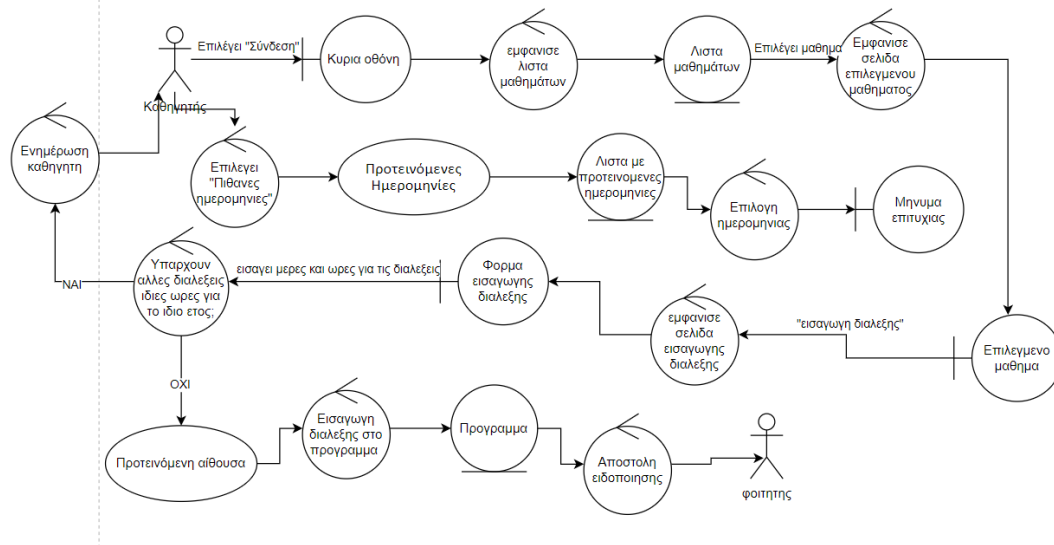 Επιλέγει "Σύνδεση"
Κυρια οθόνη
εμφανισε
λιστα
μαθημάτων
Λιστα
μαθημάτων
Επιλέγει μαθημα
Εμφανισε
σελιδα
επιλεγμενου
μαθηματος
Καθηγητής
Ενημέρωση
καθηγητη
Επιλεγει
"Πιθανες
ημερομηνιες"
Προτεινόμενες
Ημερομηνίες
Λιστα με
προτεινομενες
ημερομηνιες
Επιλογη
ημερομηνιας
Μηνυμα
επιτυχιας
Υπαρχουν
αλλες διαλεξεις
ιδιες ωρες για
το ιδιο ετος;
εισαγει μερες και ωρες για τις διαλεξεις
Φορμα
εισαγωγης
διαλεξης
ΝΑΙ
εμφανισε
σελιδα
εισαγωγης
διαλεξης
"εισαγωγη διαλεξης"
Επιλεγμενο
μαθημα
ΟΧΙ
Προτεινόμενη αίθουσα
Εισαγωγη
διαλεξης στο
προγραμμα
Προγραμμα
Αποστολη
ειδοποιησης
φοιτητης